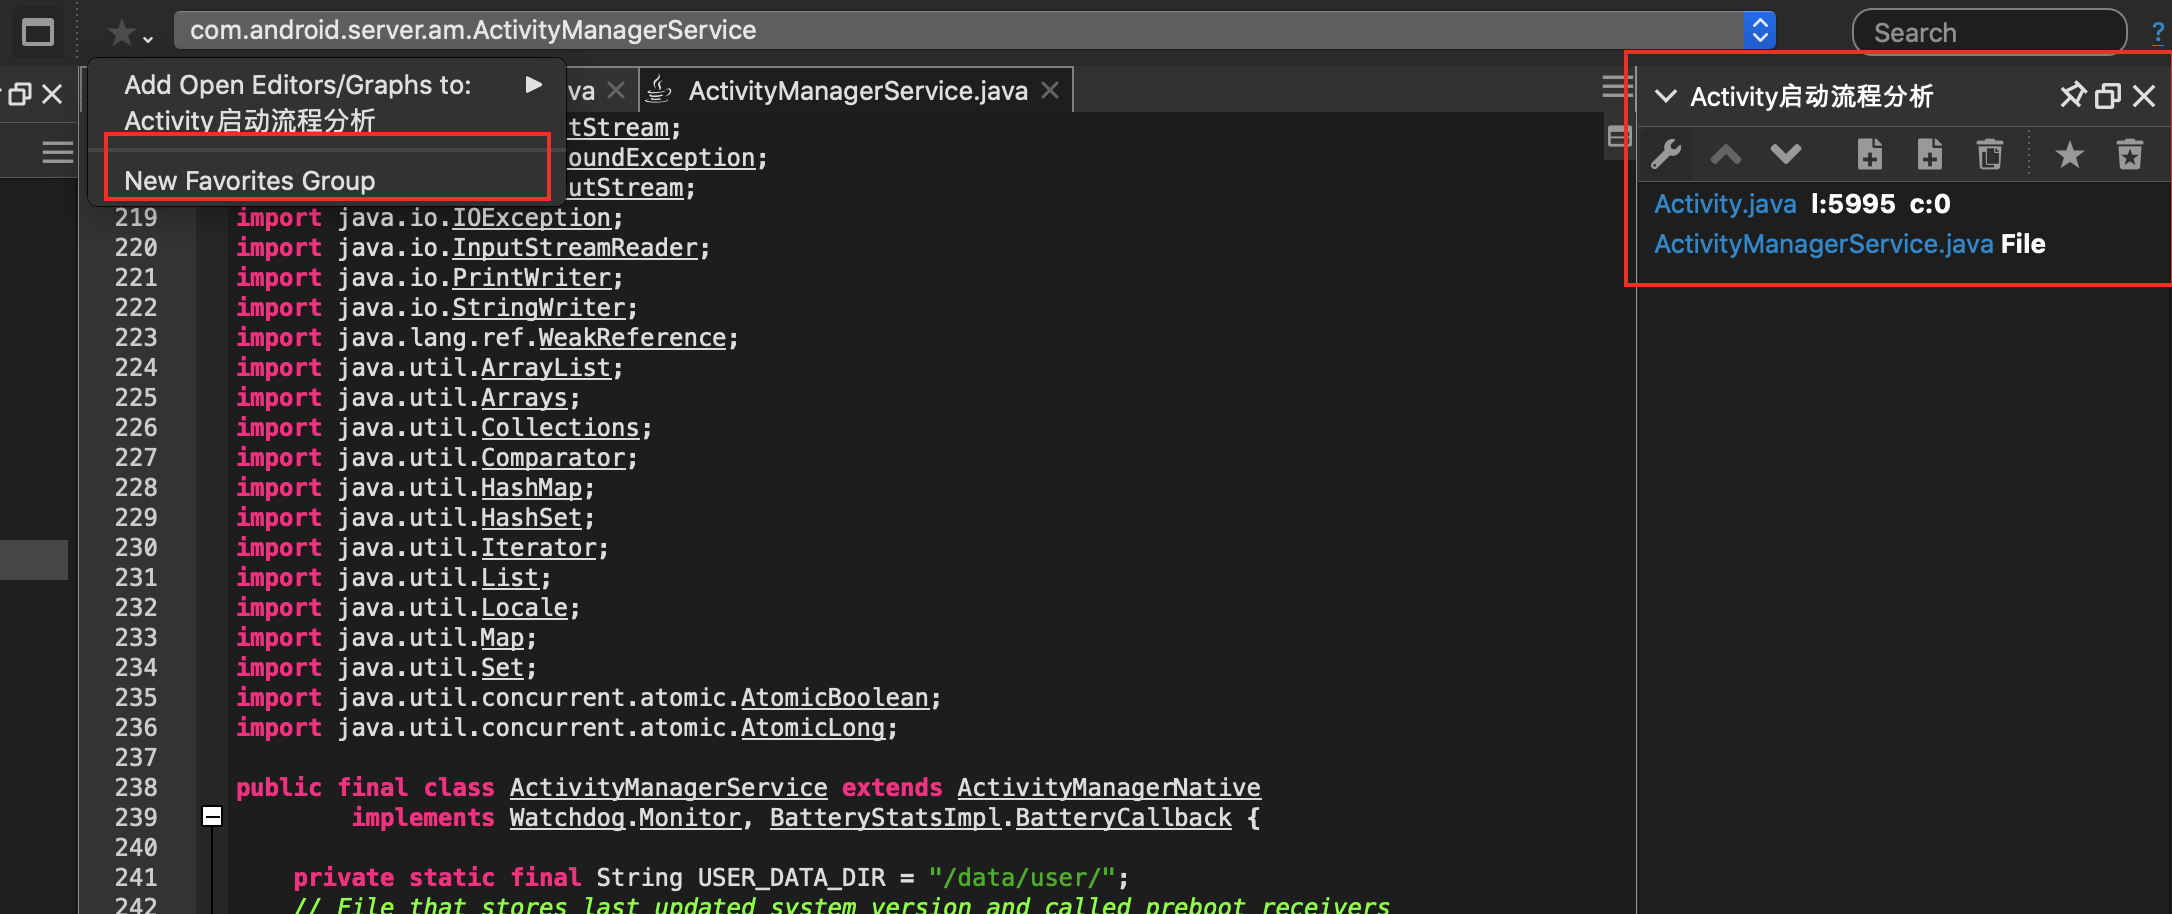 com.android.server.am.ActivityManagerService
Search
?
Add Open Editors/Graphs to:
Activity启动流程分析
New Favorites Group
va
ActivityManagerService.java
Activity启动流程分析
Activity.java l:5995 c:0
ActivityManagerService.java File
tStream;
oundException;
utStream;
219 import java.io.IOException;
220 import java.io.InputStreamReader;
221 import java.io.PrintWriter;
222 import java.io.StringWriter;
223 import java.lang.ref.WeakReference;
224 import java.util.ArrayList;
225 import java.util.Arrays;
226 import java.util.Collections;
227 import java.util.Comparator;
228 import java.util.HashMap;
229 import java.util.HashSet;
230 import java.util.Iterator;
231 import java.util.List;
232 import java.util.Locale;
233 import java.util.Map;
234 import java.util.Set;
235 import java.util.concurrent.atomic.AtomicBoolean;
236 import java.util.concurrent.atomic.AtomicLong;
237
238 public final class ActivityManagerService extends ActivityManagerNative
239 implements Watchdog.Monitor, BatteryStatsImpl.BatteryCallback {
240
241 private static final String USER_DATA_DIR = "/data/user/";
242 // File that stores last updated system version and called preboot receivers